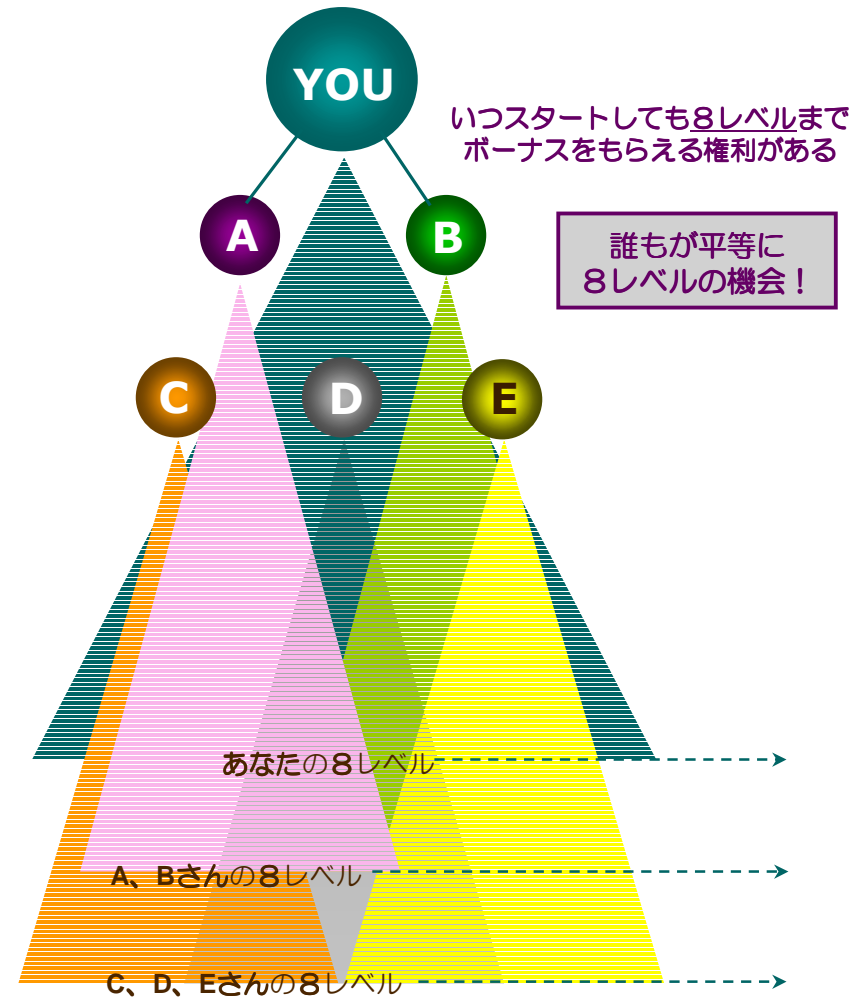 YOU
いつスタートしても８レベルまで
ボーナスをもらえる権利がある
A
B
誰もが平等に
８レベルの機会！
C
D
E
あなたの８レベル
A、Bさんの８レベル
C、D、Eさんの８レベル